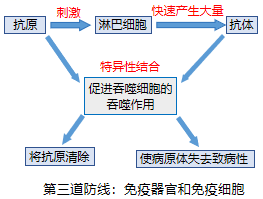 刺激
快速产生大量
抗原
淋巴细胞
抗体
特异性结合
促进吞噬细胞的
吞噬作用
将抗原清除
使病原体失去致病性
第三道防线：免疫器官和免疫细胞